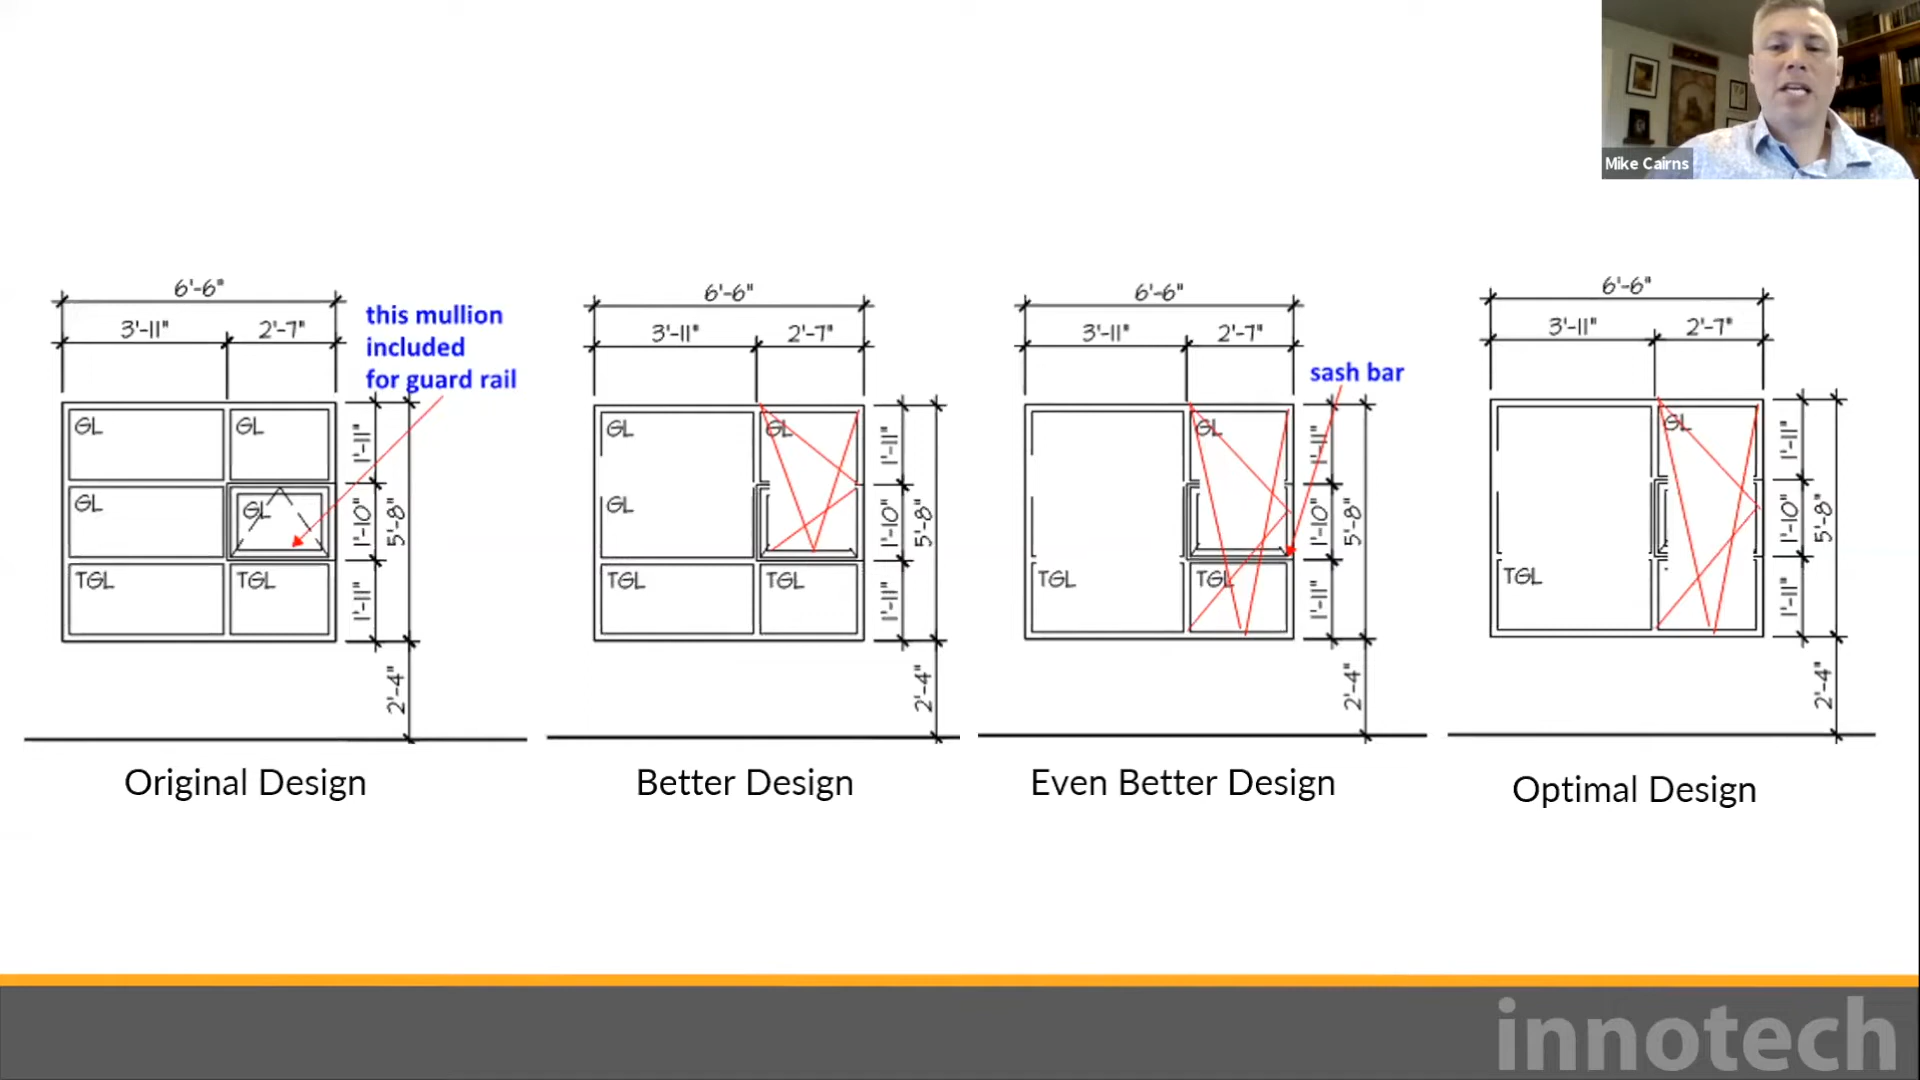 Mike Cairns
6'-6"
3'-11"
2'-7"
this mullion
included
for guard rail
GL
GL
GL
GL
TGL
TGL
1'-11"
1'-10"
1'-11"
5'-8"
2'-4"
Original Design
6'-6"
3'-11"
2'-7"
GL
GL
GL
TGL
TGL
1'-11"
1'-10"
1'-11"
5'-8"
2'-4"
Better Design
6'-6"
3'-11"
2'-7"
sash bar
GL
TGL
TGL
1'-11"
1'-10"
1'-11"
5'-8"
2'-4"
Even Better Design
6'-6"
3'-11"
2'-7"
GL
TGL
1'-11"
1'-10"
1'-11"
5'-8"
2'-4"
Optimal Design
innotech